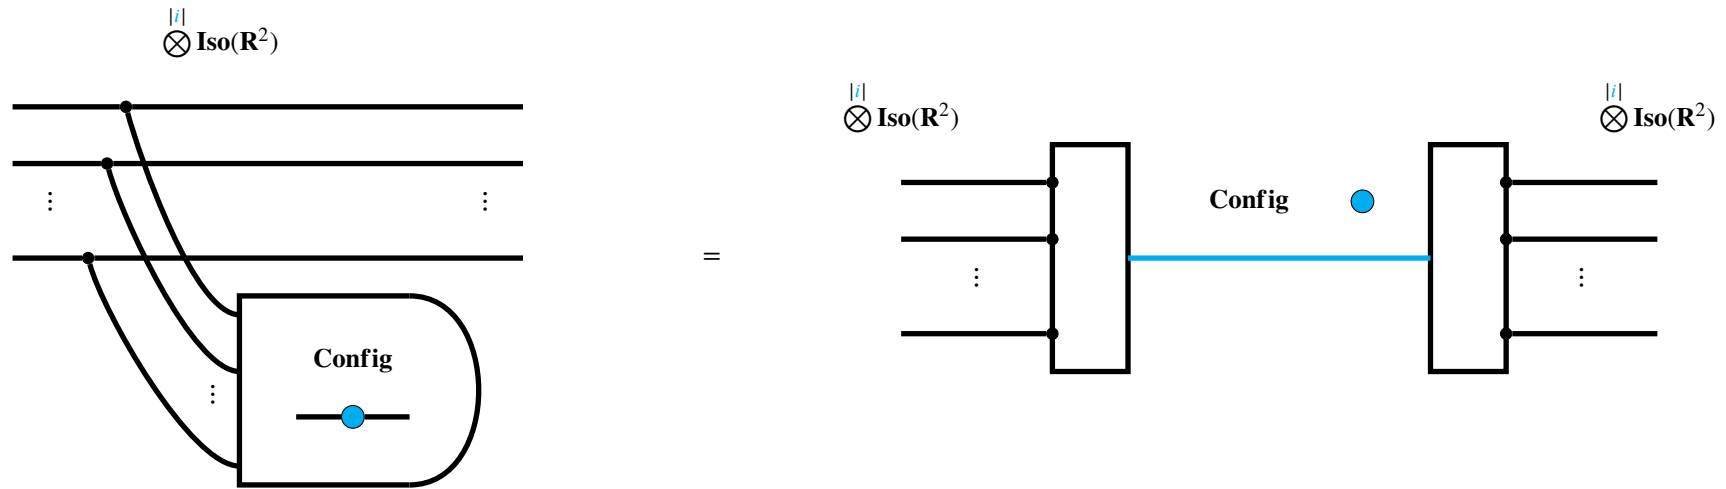 |i|
⨂ Iso(R²)
⋮ ⋮
Config
⋮
=
|i|
⨂ Iso(R²)
⋮
Config
|i|
⨂ Iso(R²)
⋮